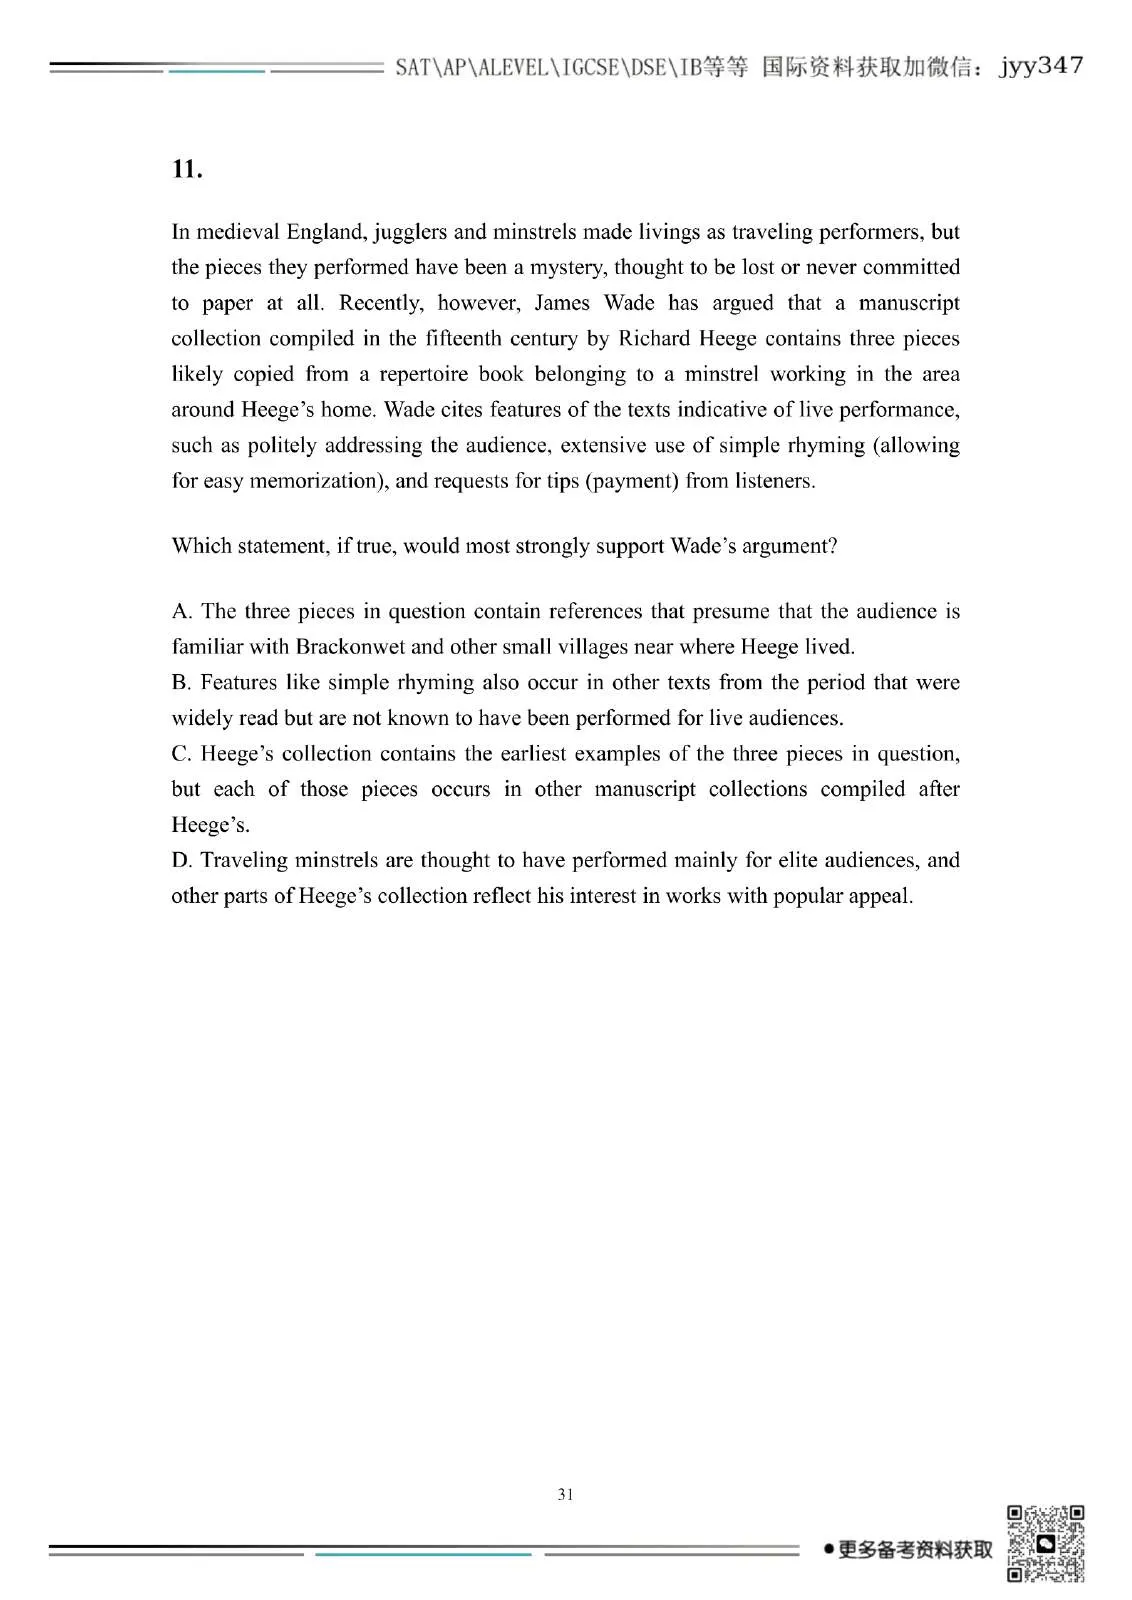 SAT\AP\ALEVEL\IGCSE\DSE\IB等等 国际资料获取加微信: jyy347
11.
In medieval England, jugglers and minstrels made livings as traveling performers, but
the pieces they performed have been a mystery, thought to be lost or never committed
to paper at all. Recently, however, James Wade has argued that a manuscript
collection compiled in the fifteenth century by Richard Heege contains three pieces
likely copied from a repertoire book belonging to a minstrel working in the area
around Heege’s home. Wade cites features of the texts indicative of live performance,
such as politely addressing the audience, extensive use of simple rhyming (allowing
for easy memorization), and requests for tips (payment) from listeners.
Which statement, if true, would most strongly support Wade’s argument?
A. The three pieces in question contain references that presume that the audience is
familiar with Brackonwet and other small villages near where Heege lived.
B. Features like simple rhyming also occur in other texts from the period that were
widely read but are not known to have been performed for live audiences.
C. Heege’s collection contains the earliest examples of the three pieces in question,
but each of those pieces occurs in other manuscript collections compiled after
Heege’s.
D. Traveling minstrels are thought to have performed mainly for elite audiences, and
other parts of Heege’s collection reflect his interest in works with popular appeal.
31
●更多备考资料获取